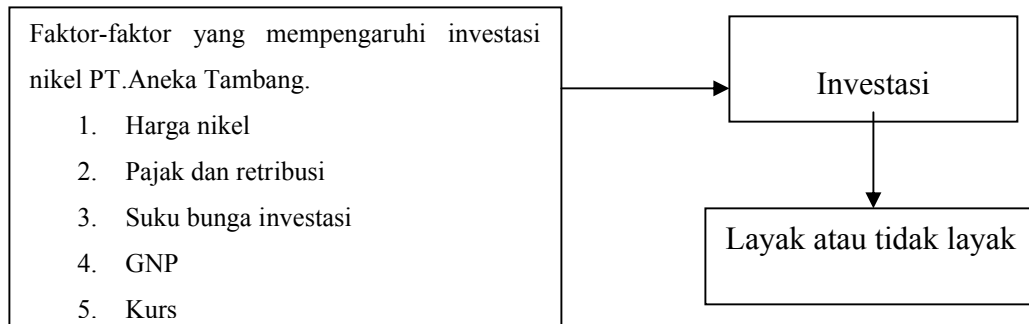 Faktor-faktor yang mempengaruhi investasi
nikel PT.Aneka Tambang.
1. Harga nikel
2. Pajak dan retribusi
3. Suku bunga investasi
4. GNP
5. Kurs
Investasi
Layak atau tidak layak